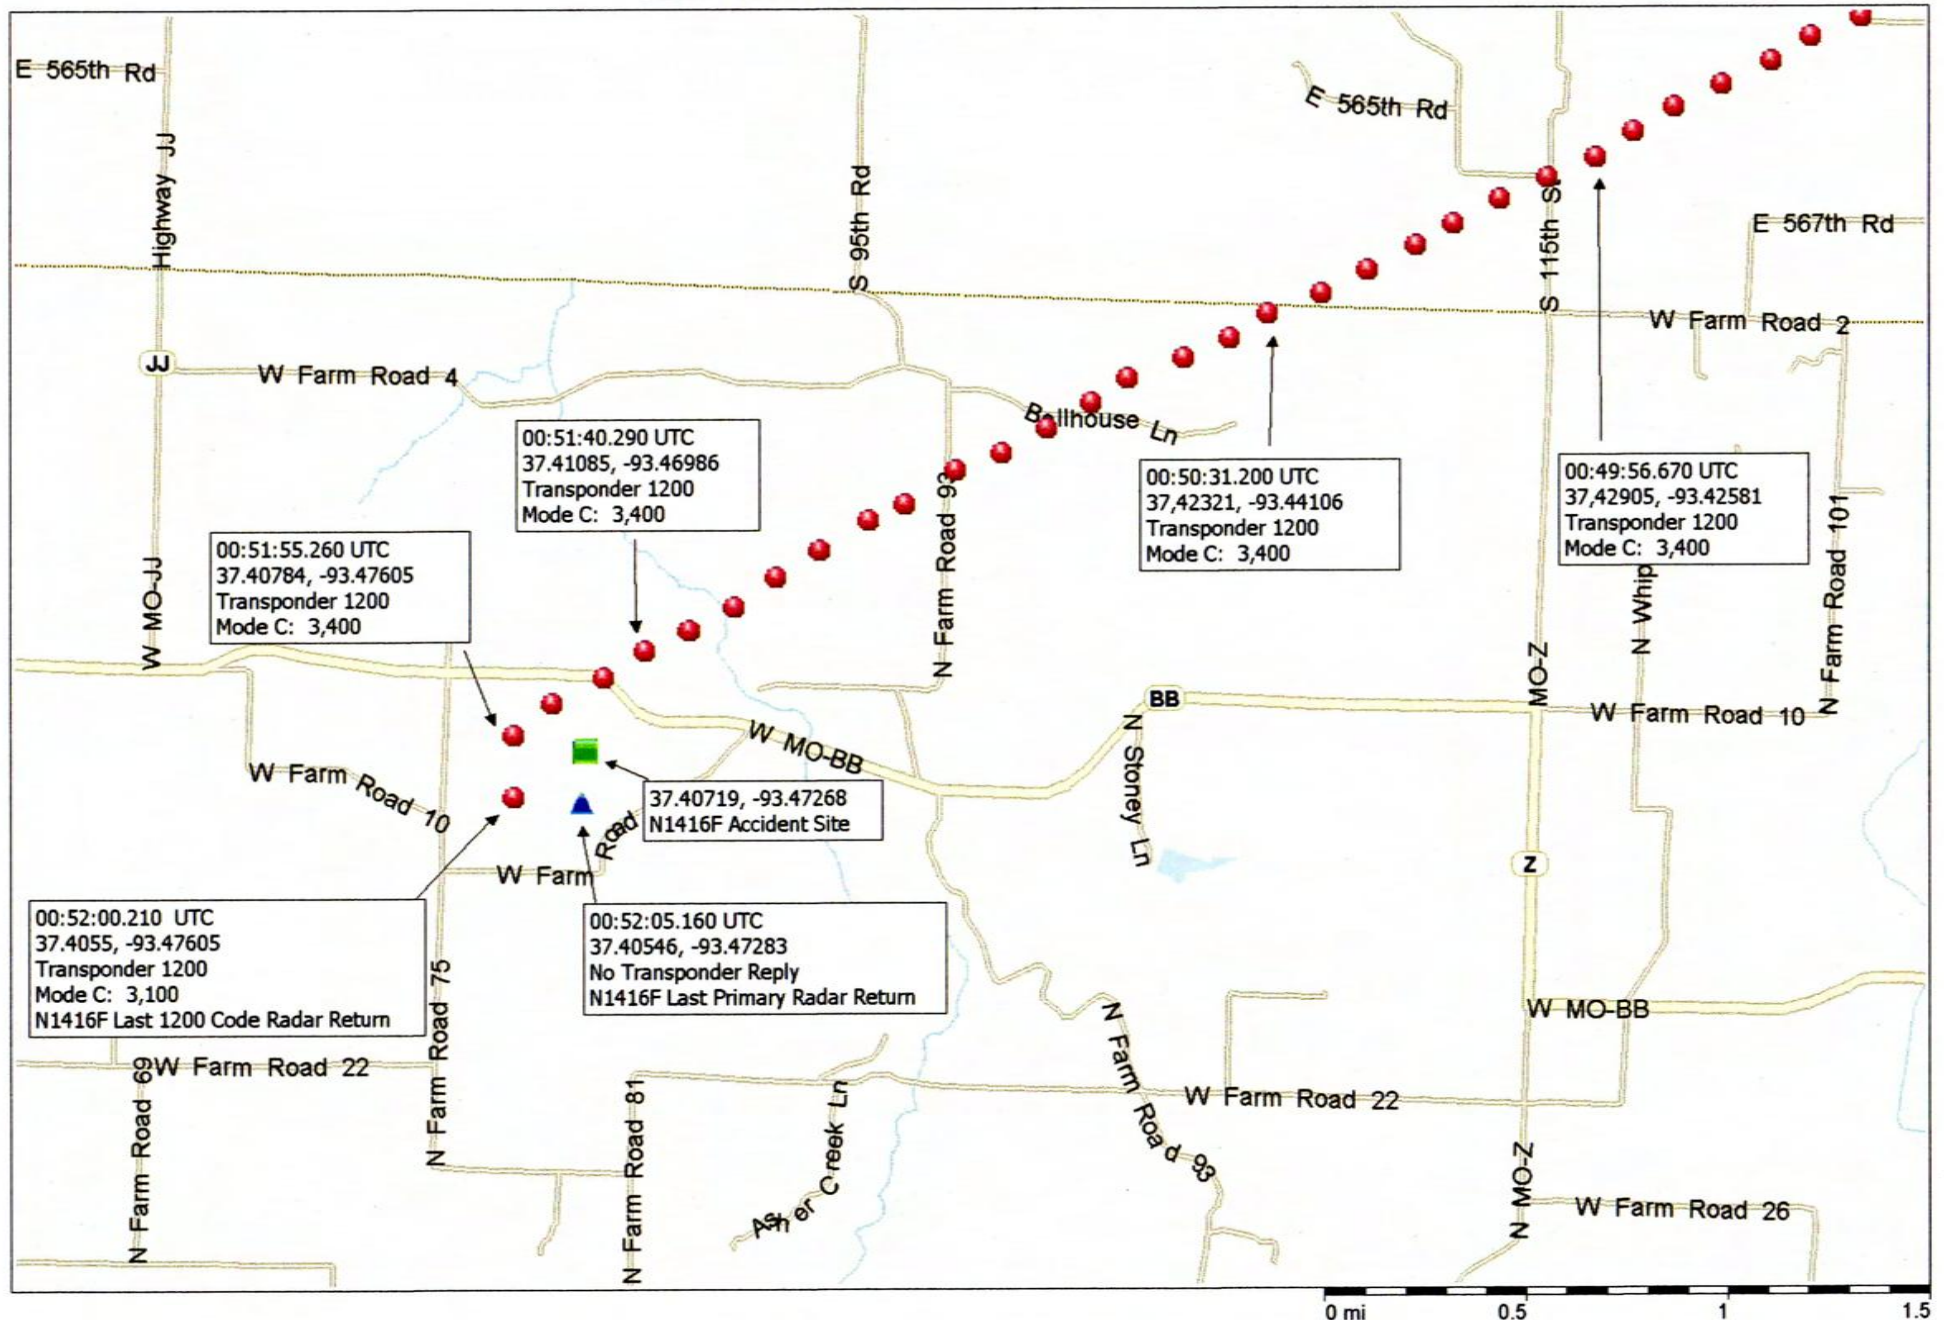 E 565th Rd
Highway JJ
S 95th Rd
E 565th Rd
S 115th St
E 567th Rd
W Farm Road 2
JJ
W Farm Road 4
Bellhouse Ln
00:51:40.290 UTC
37.41085, -93.46986
Transponder 1200
Mode C: 3,400
00:50:31.200 UTC
37,42321, -93.44106
Transponder 1200
Mode C: 3,400
00:49:56.670 UTC
37,42905, -93.42581
Transponder 1200
Mode C: 3,400
00:51:55.260 UTC
37.40784, -93.47605
Transponder 1200
Mode C: 3,400
W MO-JJ
N Farm Road 93
N Whip
N Farm Road 101
MO-Z
BB
W Farm Road 10
W MO-BB
N Stoney Ln
W Farm Road 10
37.40719, -93.47268
N1416F Accident Site
W Farm Road
Z
00:52:00.210 UTC
37.4055, -93.47605
Transponder 1200
Mode C: 3,100
N1416F Last 1200 Code Radar Return
00:52:05.160 UTC
37.40546, -93.47283
No Transponder Reply
N1416F Last Primary Radar Return
N Farm Road 75
W MO-BB
W Farm Road 22
N Farm Road 69
N Farm Road 81
Asher Creek Ln
N Farm Road 93
W Farm Road 22
N MO-Z
W Farm Road 26
0 mi 0.5 1 1.5